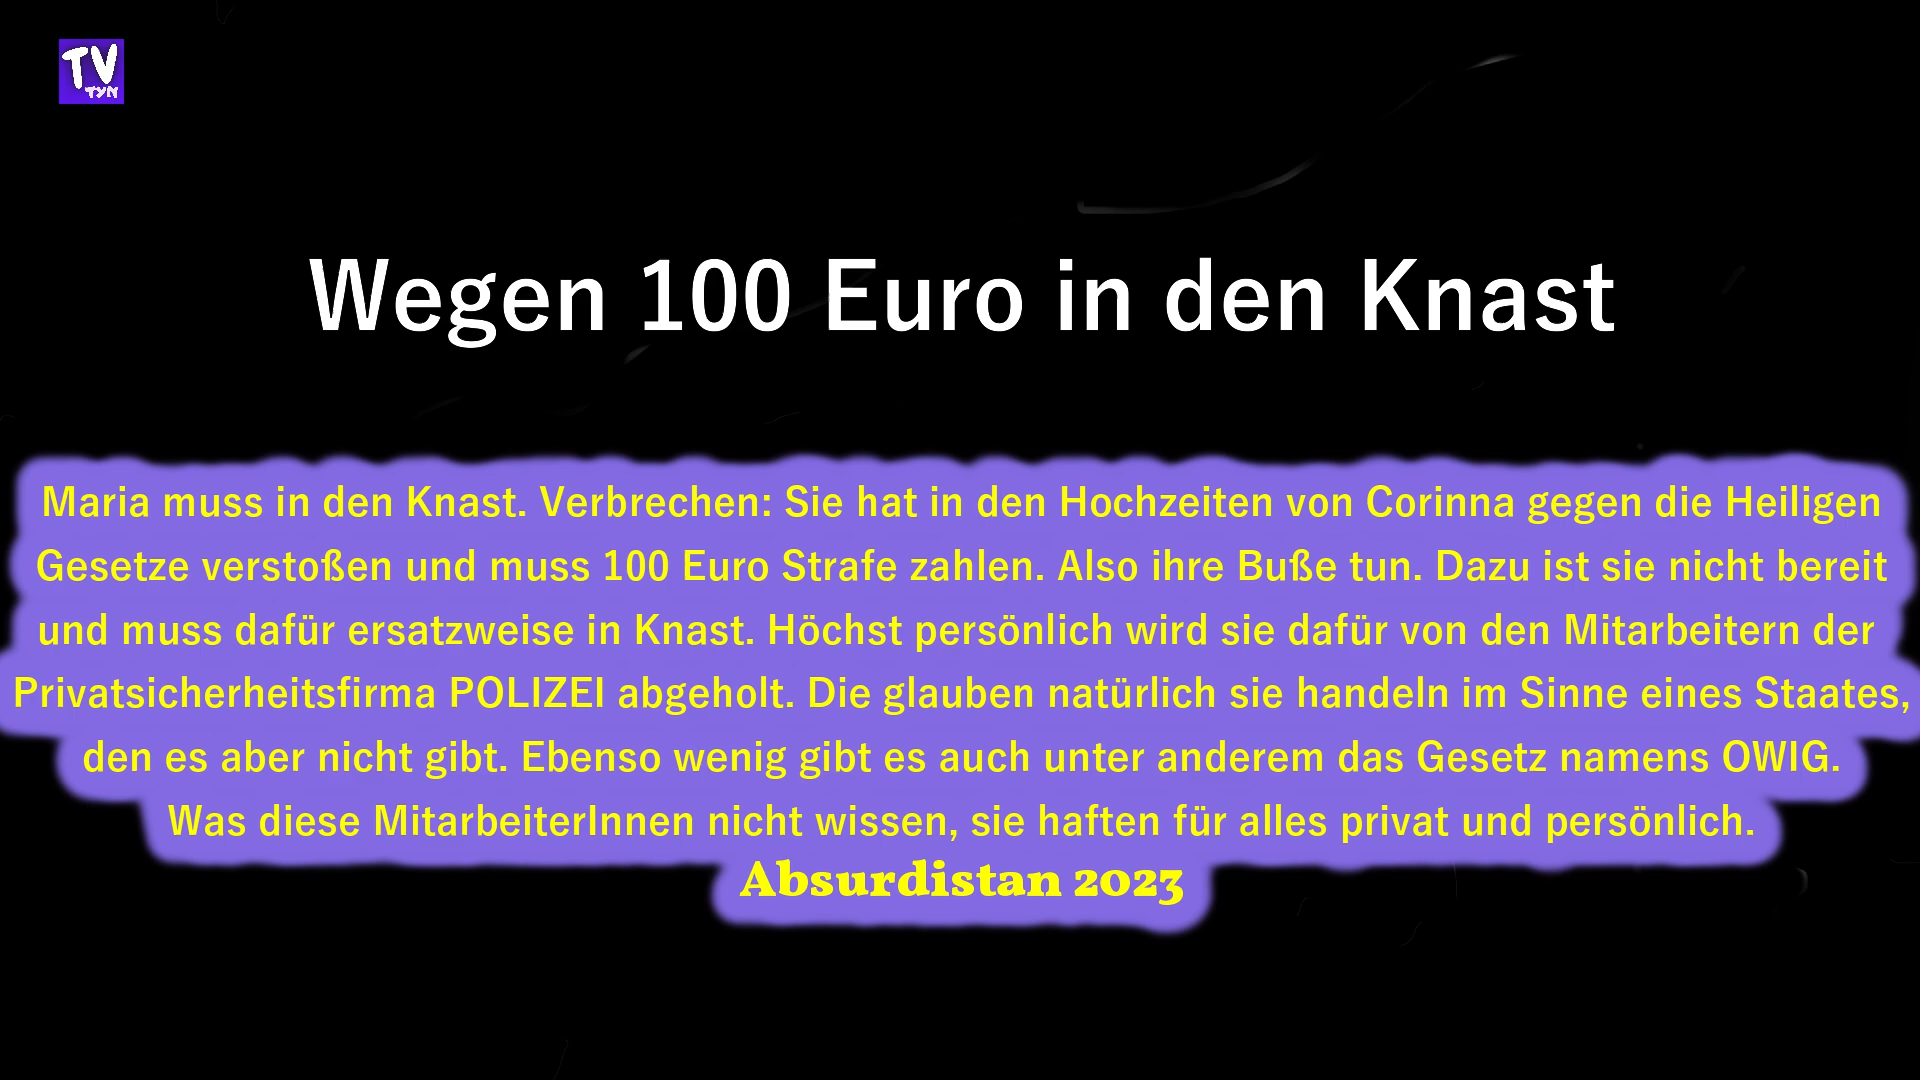 TV
TYN
Wegen 100 Euro in den Knast
Maria muss in den Knast. Verbrechen: Sie hat in den Hochzeiten von Corinna gegen die Heiligen
Gesetze verstoßen und muss 100 Euro Strafe zahlen. Also ihre Buße tun. Dazu ist sie nicht bereit
und muss dafür ersatzweise in Knast. Höchst persönlich wird sie dafür von den Mitarbeitern der
Privatsicherheitsfirma POLIZEI abgeholt. Die glauben natürlich sie handeln im Sinne eines Staates,
den es aber nicht gibt. Ebenso wenig gibt es auch unter anderem das Gesetz namens OWIG.
Was diese MitarbeiterInnen nicht wissen, sie haften für alles privat und persönlich.
Absurdistan 2023